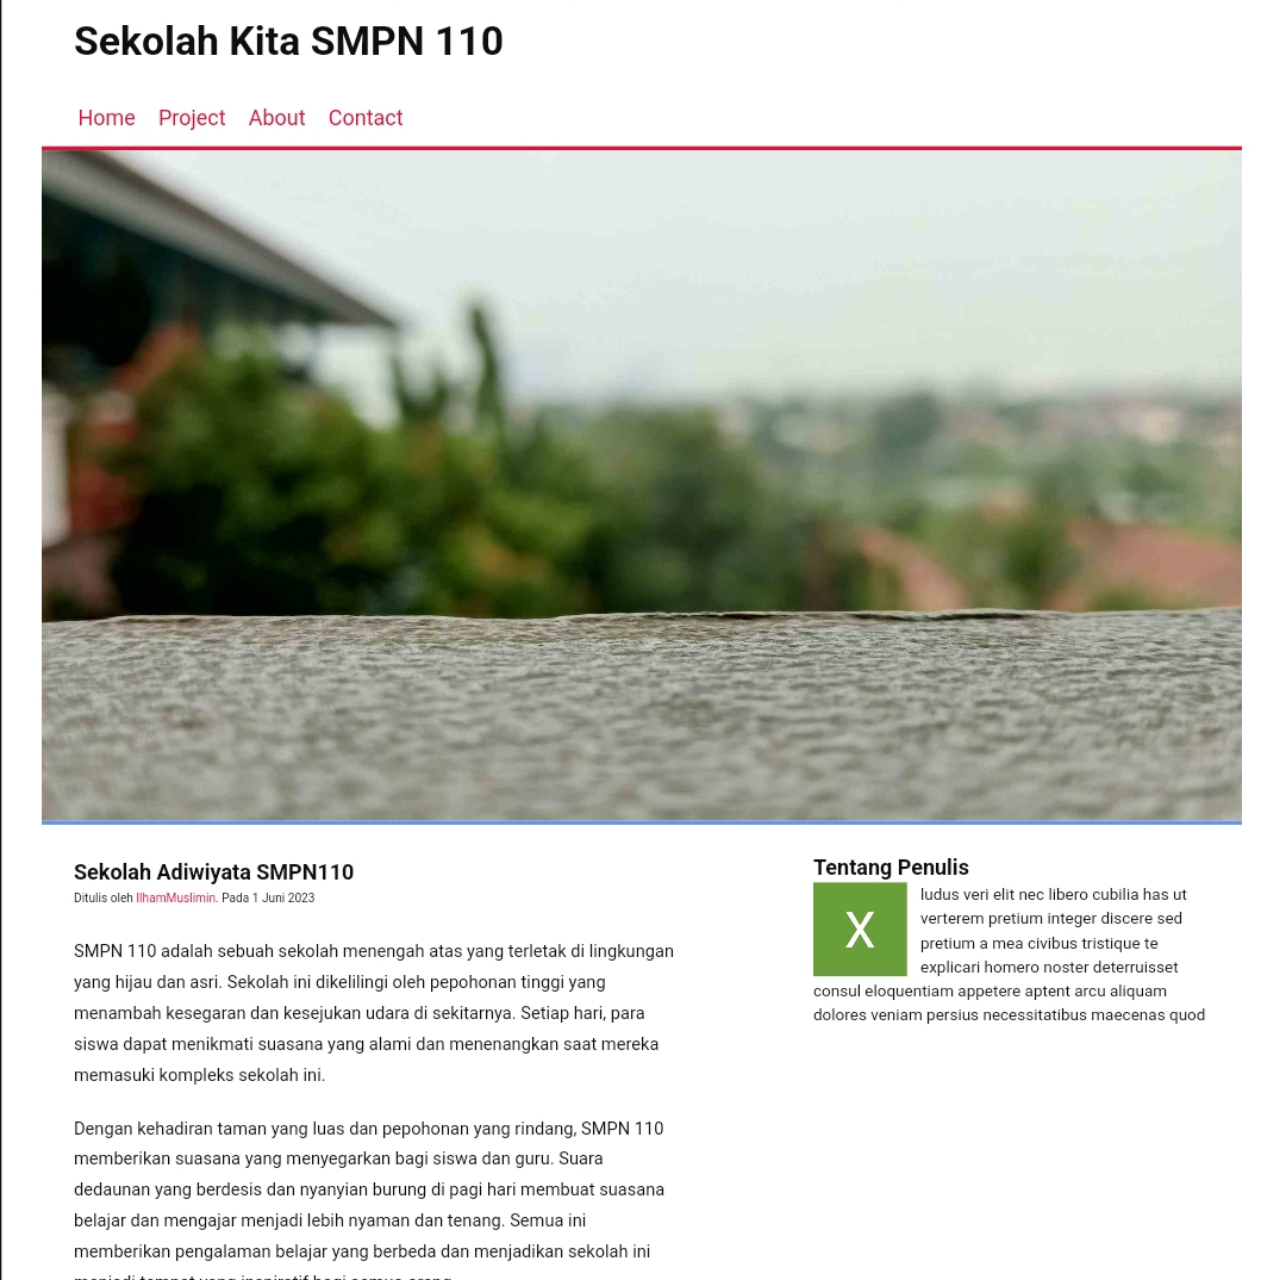 Sekolah Kita SMPN 110
Home Project About Contact
Sekolah Adiwiyata SMPN110
Ditulis oleh IlhamMuslimin. Pada 1 Juni 2023
SMPN 110 adalah sebuah sekolah menengah atas yang terletak di lingkungan
yang hijau dan asri. Sekolah ini dikelilingi oleh pepohonan tinggi yang
menambah kesegaran dan kesejukan udara di sekitarnya. Setiap hari, para
siswa dapat menikmati suasana yang alami dan menenangkan saat mereka
memasuki kompleks sekolah ini.
Dengan kehadiran taman yang luas dan pepohonan yang rindang, SMPN 110
memberikan suasana yang menyegarkan bagi siswa dan guru. Suara
dedaunan yang berdesis dan nyanyian burung di pagi hari membuat suasana
belajar dan mengajar menjadi lebih nyaman dan tenang. Semua ini
memberikan pengalaman belajar yang berbeda dan menjadikan sekolah ini
Tentang Penulis
X
ludus veri elit nec libero cubilia has ut
verterem pretium integer discere sed
pretium a mea civibus tristique te
explicari homero noster deterruisset
consul eloquentiam appetere aptent arcu aliquam
dolores veniam persius necessitatibus maecenas quod